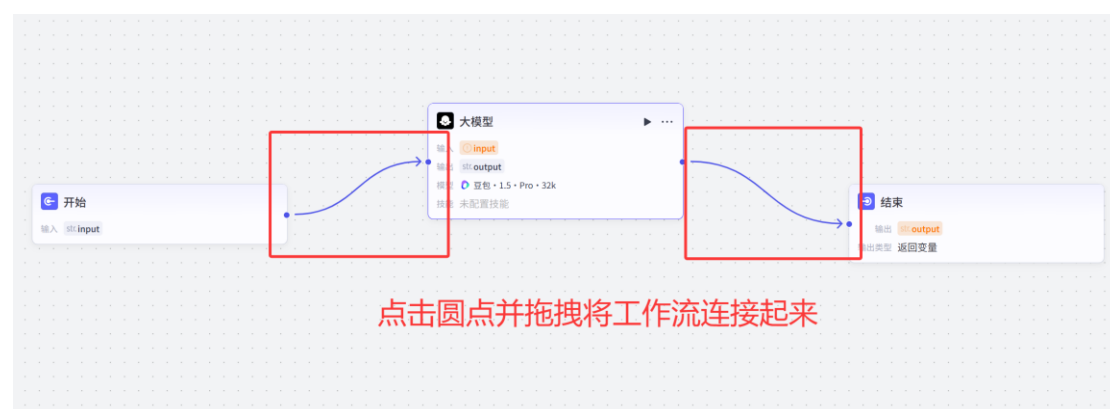 大模型
输入 input
输出 str. output
模型 豆包·1.5·Pro·32k
技能 未配置技能
开始
输入 str. input
结束
输出 str. output
输出类型 返回变量
点击圆点并拖拽将工作流连接起来